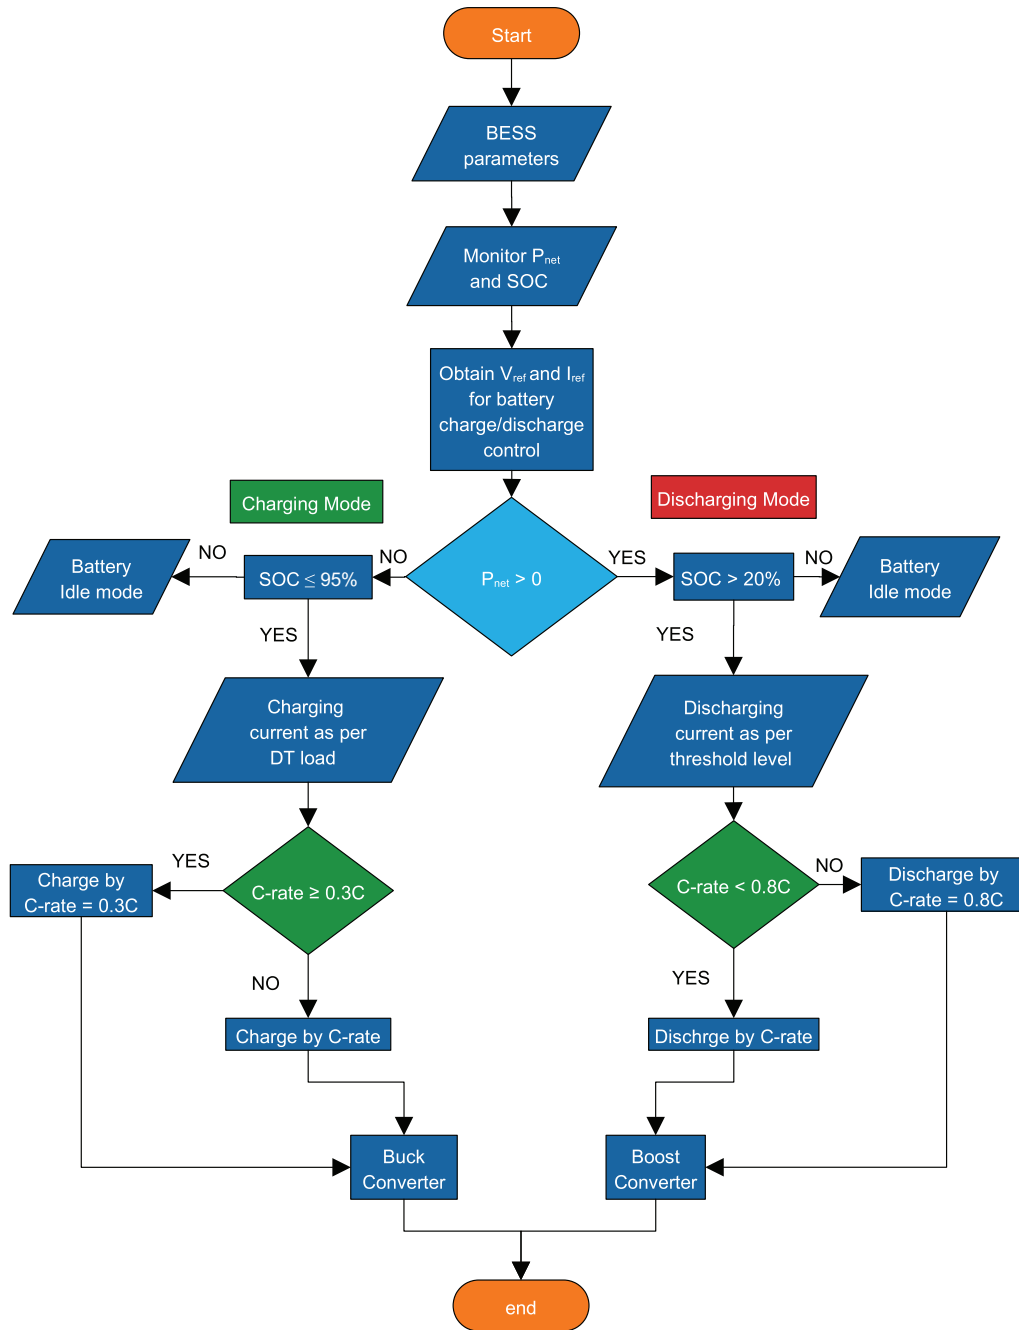 Start
BESS
parameters
Monitor Pnet
and SOC
Obtain Vref and Iref
for battery
charge/discharge
control
Charging Mode
Discharging Mode
Battery
Idle mode
NO
SOC ≤ 95%
NO
Pnet > 0
YES
SOC > 20%
NO
Battery
Idle mode
YES
YES
Charging
current as per
DT load
Discharging
current as per
threshold level
Charge by
C-rate = 0.3C
YES
C-rate ≥ 0.3C
C-rate < 0.8C
NO
Discharge by
C-rate = 0.8C
NO
YES
Charge by C-rate
Dischrge by C-rate
Buck
Converter
Boost
Converter
end